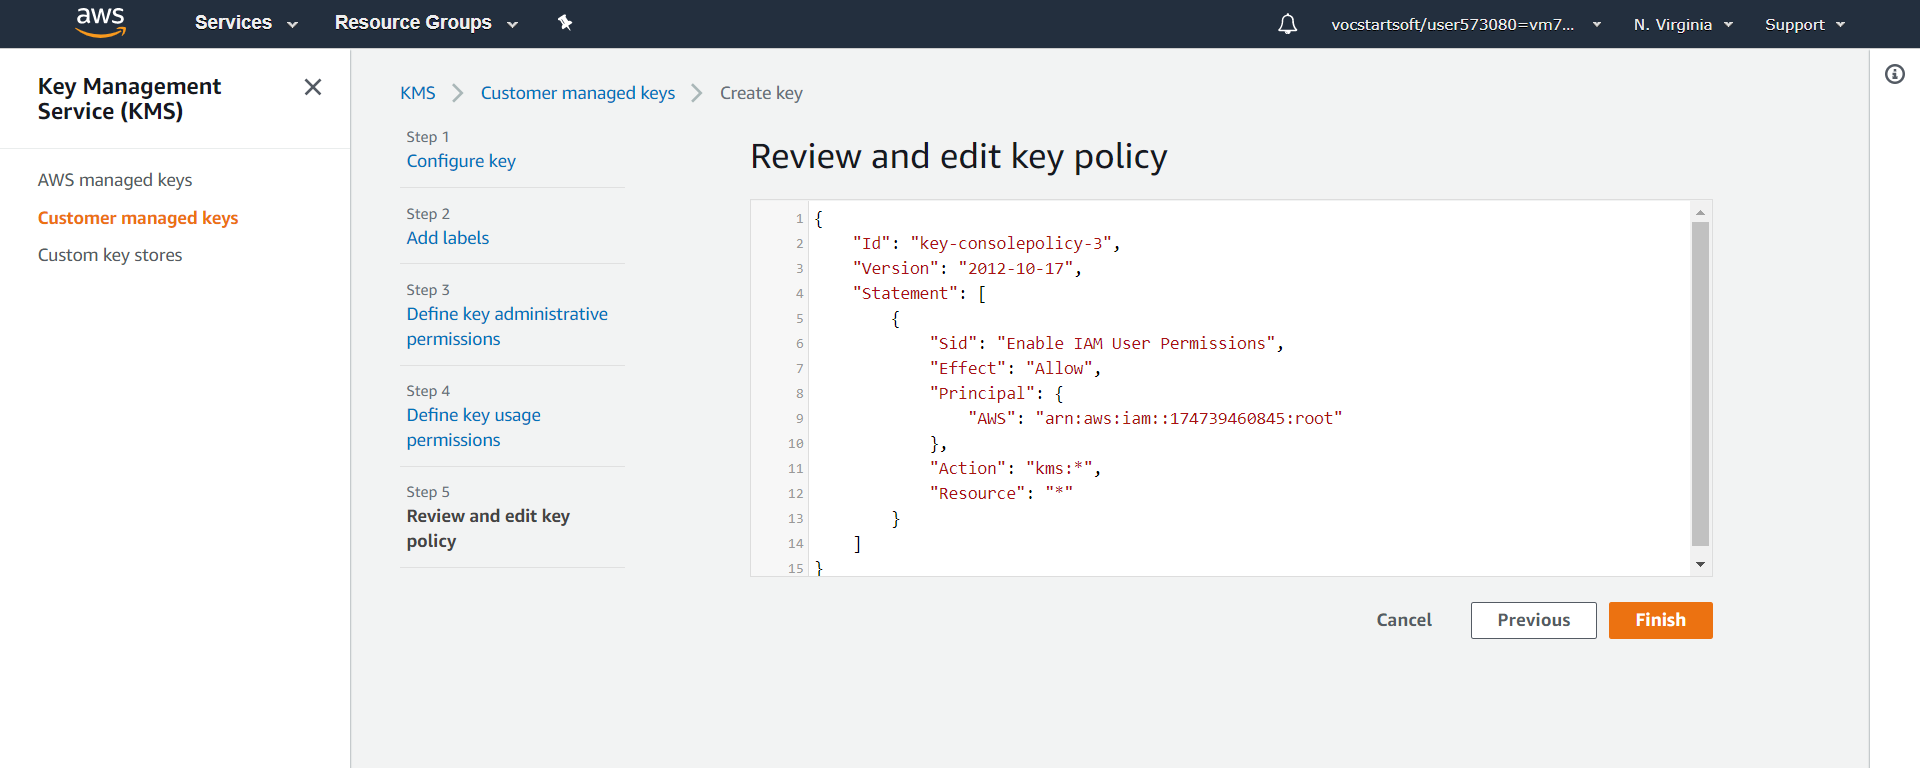 aws Services Resource Groups vocstartsoft/user573080=vm7... N. Virginia Support
Key Management
Service (KMS)
AWS managed keys
Customer managed keys
Custom key stores
KMS Customer managed keys Create key
Step 1
Configure key
Step 2
Add labels
Step 3
Define key administrative
permissions
Step 4
Define key usage
permissions
Step 5
Review and edit key
policy
Review and edit key policy
1 {
2 "Id": "key-consolepolicy-3",
3 "Version": "2012-10-17",
4 "Statement": [
5 {
6 "Sid": "Enable IAM User Permissions",
7 "Effect": "Allow",
8 "Principal": {
9 "AWS": "arn:aws:iam::174739460845:root"
10 },
11 "Action": "kms:*",
12 "Resource": "*"
13 }
14 ]
15 }
Cancel Previous Finish